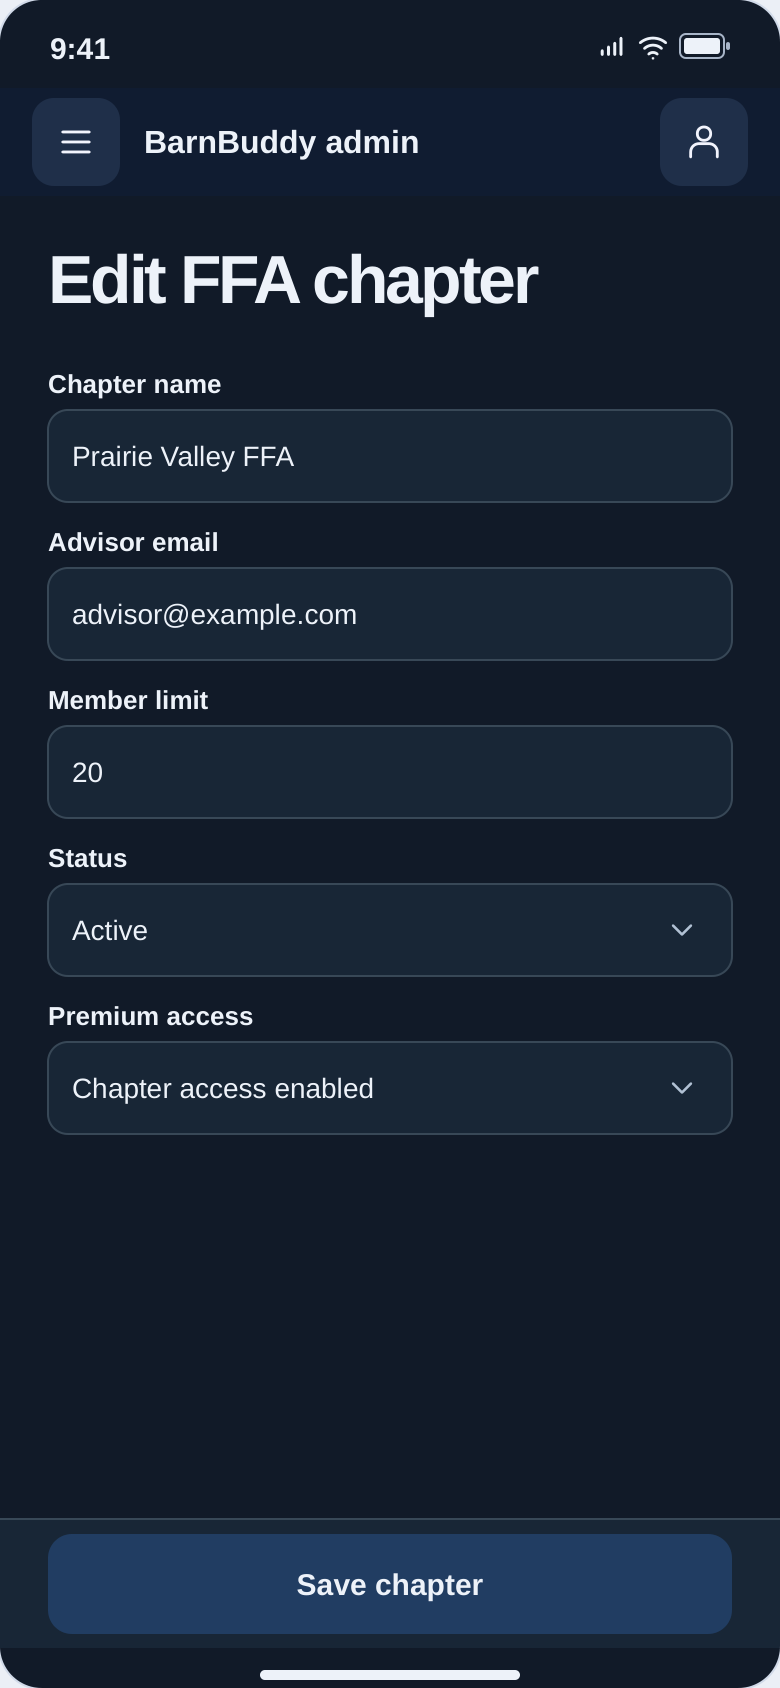 9:41
BarnBuddy admin
Edit FFA chapter
Chapter name
Prairie Valley FFA
Advisor email
advisor@example.com
Member limit
20
Status
Active
Premium access
Chapter access enabled
Save chapter